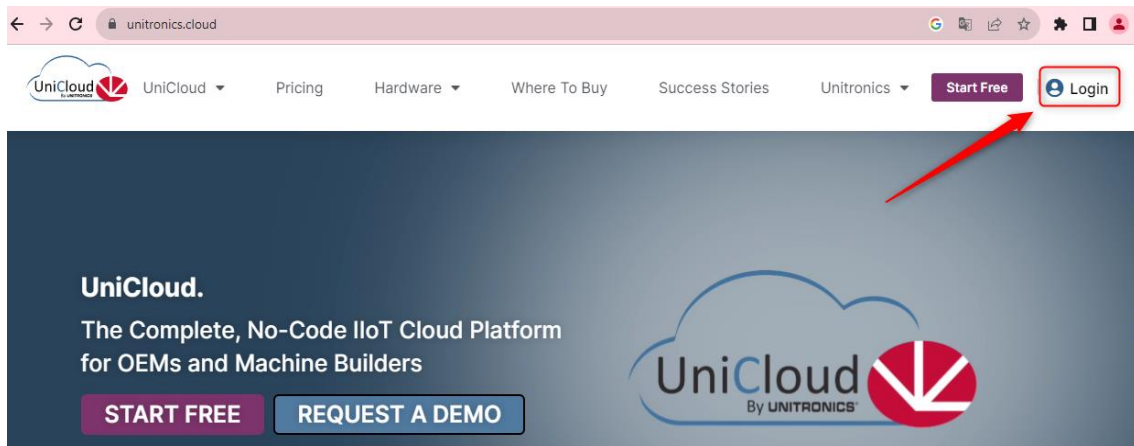 unitronics.cloud
UniCloud
By UNITRONICS
UniCloud
Pricing
Hardware
Where To Buy
Success Stories
Unitronics
Start Free
Login
UniCloud.
The Complete, No-Code IIoT Cloud Platform
for OEMs and Machine Builders
START FREE
REQUEST A DEMO
UniCloud
By UNITRONICS